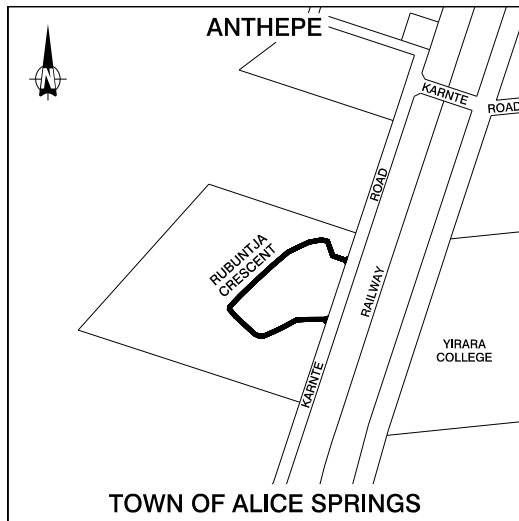 ANTHEPE
N
KARNTE
ROAD
ROAD
RUBUNTJA
CRESCENT
RAILWAY
YIRARA
COLLEGE
KARNTE
TOWN OF ALICE SPRINGS